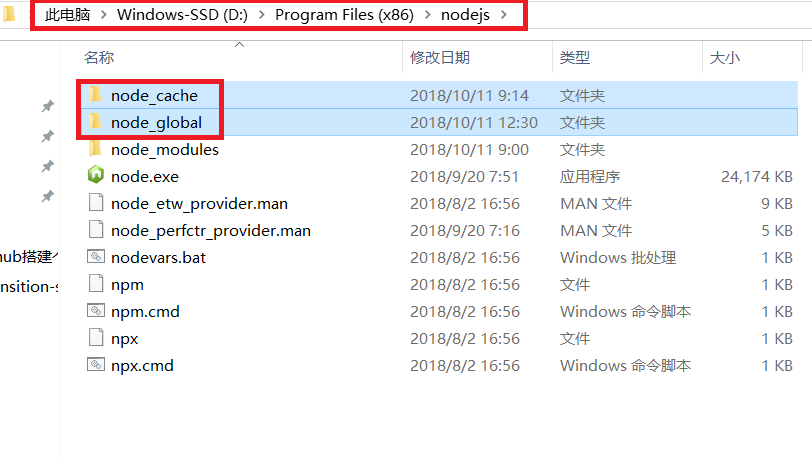 此电脑 > Windows-SSD (D:) > Program Files (x86) > nodejs >
名称 修改日期 类型 大小
node_cache 2018/10/11 9:14 文件夹
node_global 2018/10/11 12:30 文件夹
node_modules 2018/10/11 9:00 文件夹
node.exe 2018/9/20 7:51 应用程序 24,174 KB
node_etw_provider.man 2018/8/2 16:56 MAN 文件 9 KB
node_perfctr_provider.man 2018/9/20 7:16 MAN 文件 5 KB
nodevars.bat 2018/8/2 16:56 Windows 批处理 1 KB
npm 2018/8/2 16:56 文件 1 KB
npm.cmd 2018/8/2 16:56 Windows 命令脚本 1 KB
npx 2018/8/2 16:56 文件 1 KB
npx.cmd 2018/8/2 16:56 Windows 命令脚本 1 KB
hub搭建
nsition-s